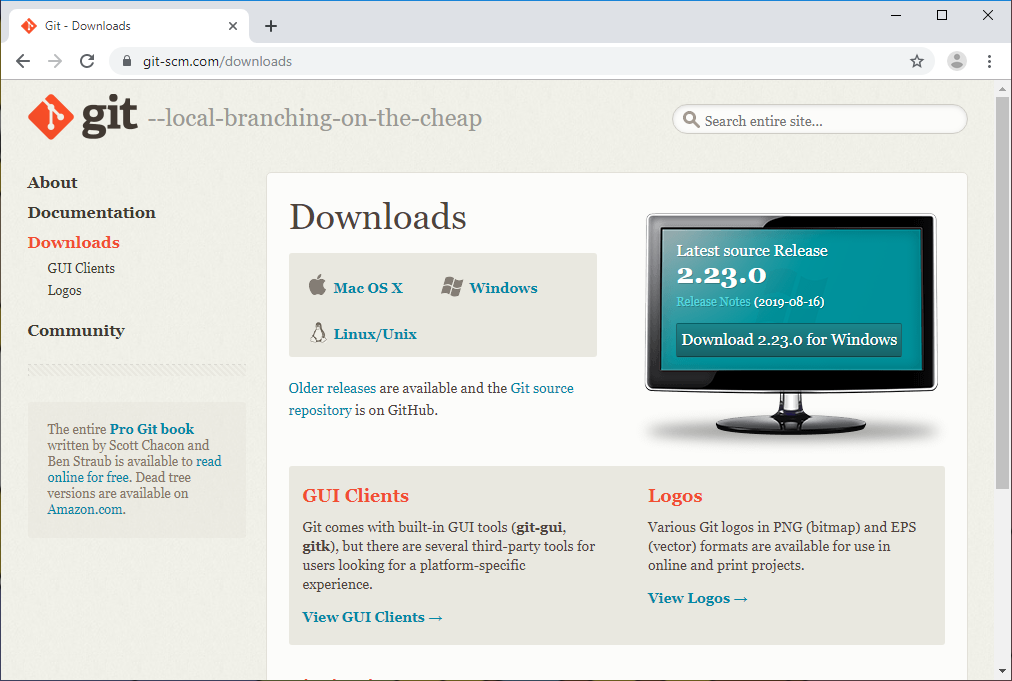 Git - Downloads
git-scm.com/downloads
git --local-branching-on-the-cheap
Search entire site...
About
Documentation
Downloads
GUI Clients
Logos
Community
The entire Pro Git book
written by Scott Chacon and
Ben Straub is available to read
online for free. Dead tree
versions are available on
Amazon.com.
Downloads
Mac OS X
Windows
Linux/Unix
Older releases are available and the Git source
repository is on GitHub.
Latest source Release
2.23.0
Release Notes (2019-08-16)
Download 2.23.0 for Windows
GUI Clients
Git comes with built-in GUI tools (git-gui,
gitk), but there are several third-party tools for
users looking for a platform-specific
experience.
View GUI Clients →
Logos
Various Git logos in PNG (bitmap) and EPS
(vector) formats are available for use in
online and print projects.
View Logos →